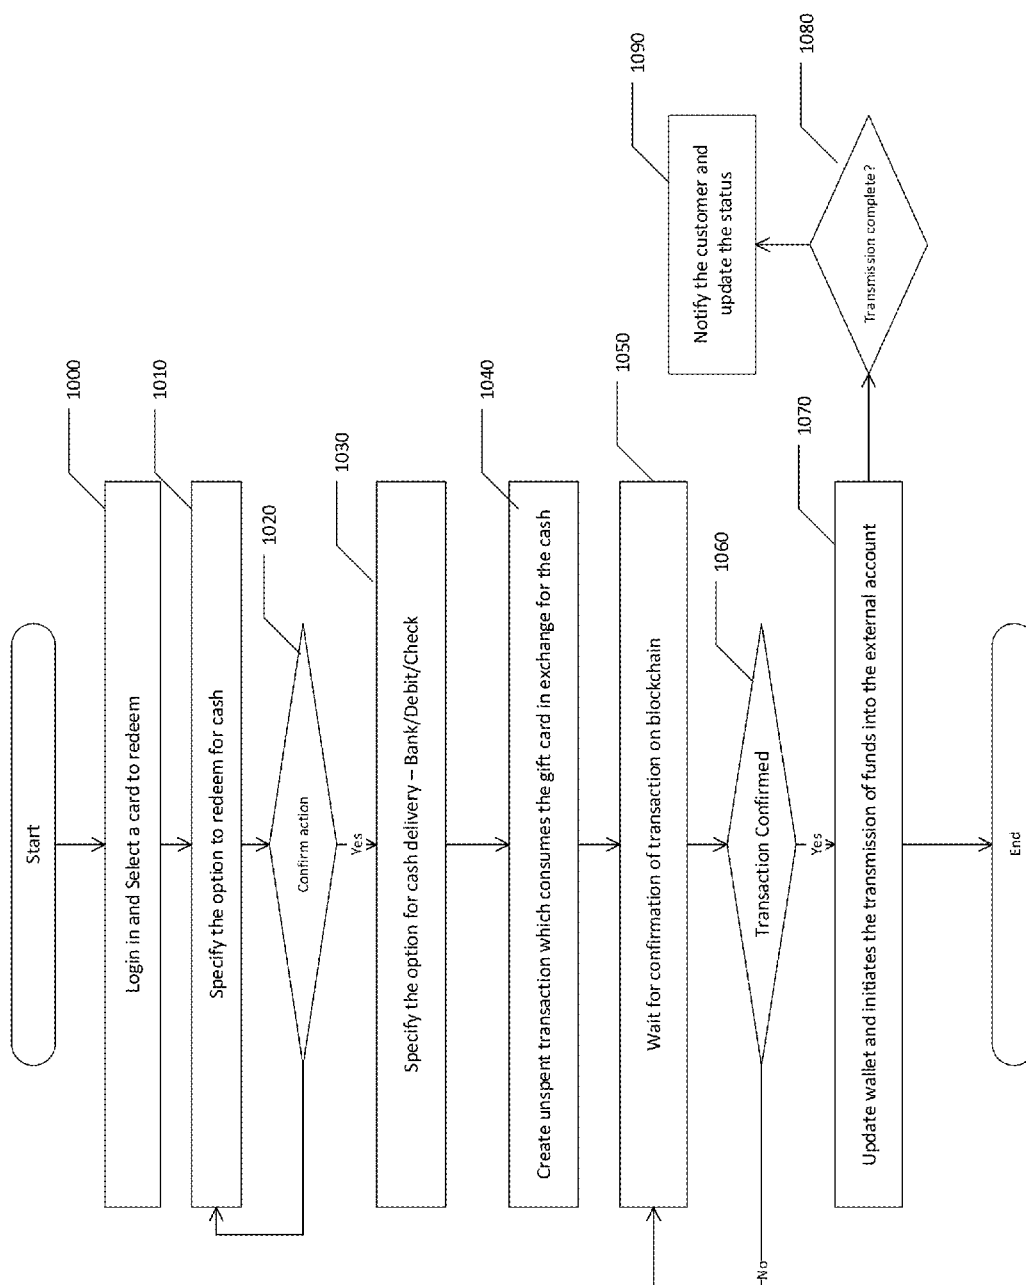 Start
1000
Login in and Select a card to redeem
1010
Specify the option to redeem for cash
1020
Confirm action
Yes
1030
Specify the option for cash delivery – Bank/Debit/Check
1040
Create unspent transaction which consumes the gift card in exchange for the cash
1050
Wait for confirmation of transaction on blockchain
1060
Transaction Confirmed
No
Yes
1070
Update wallet and initiates the transmission of funds into the external account
1080
Transmission complete?
1090
Notify the customer and
update the status
End